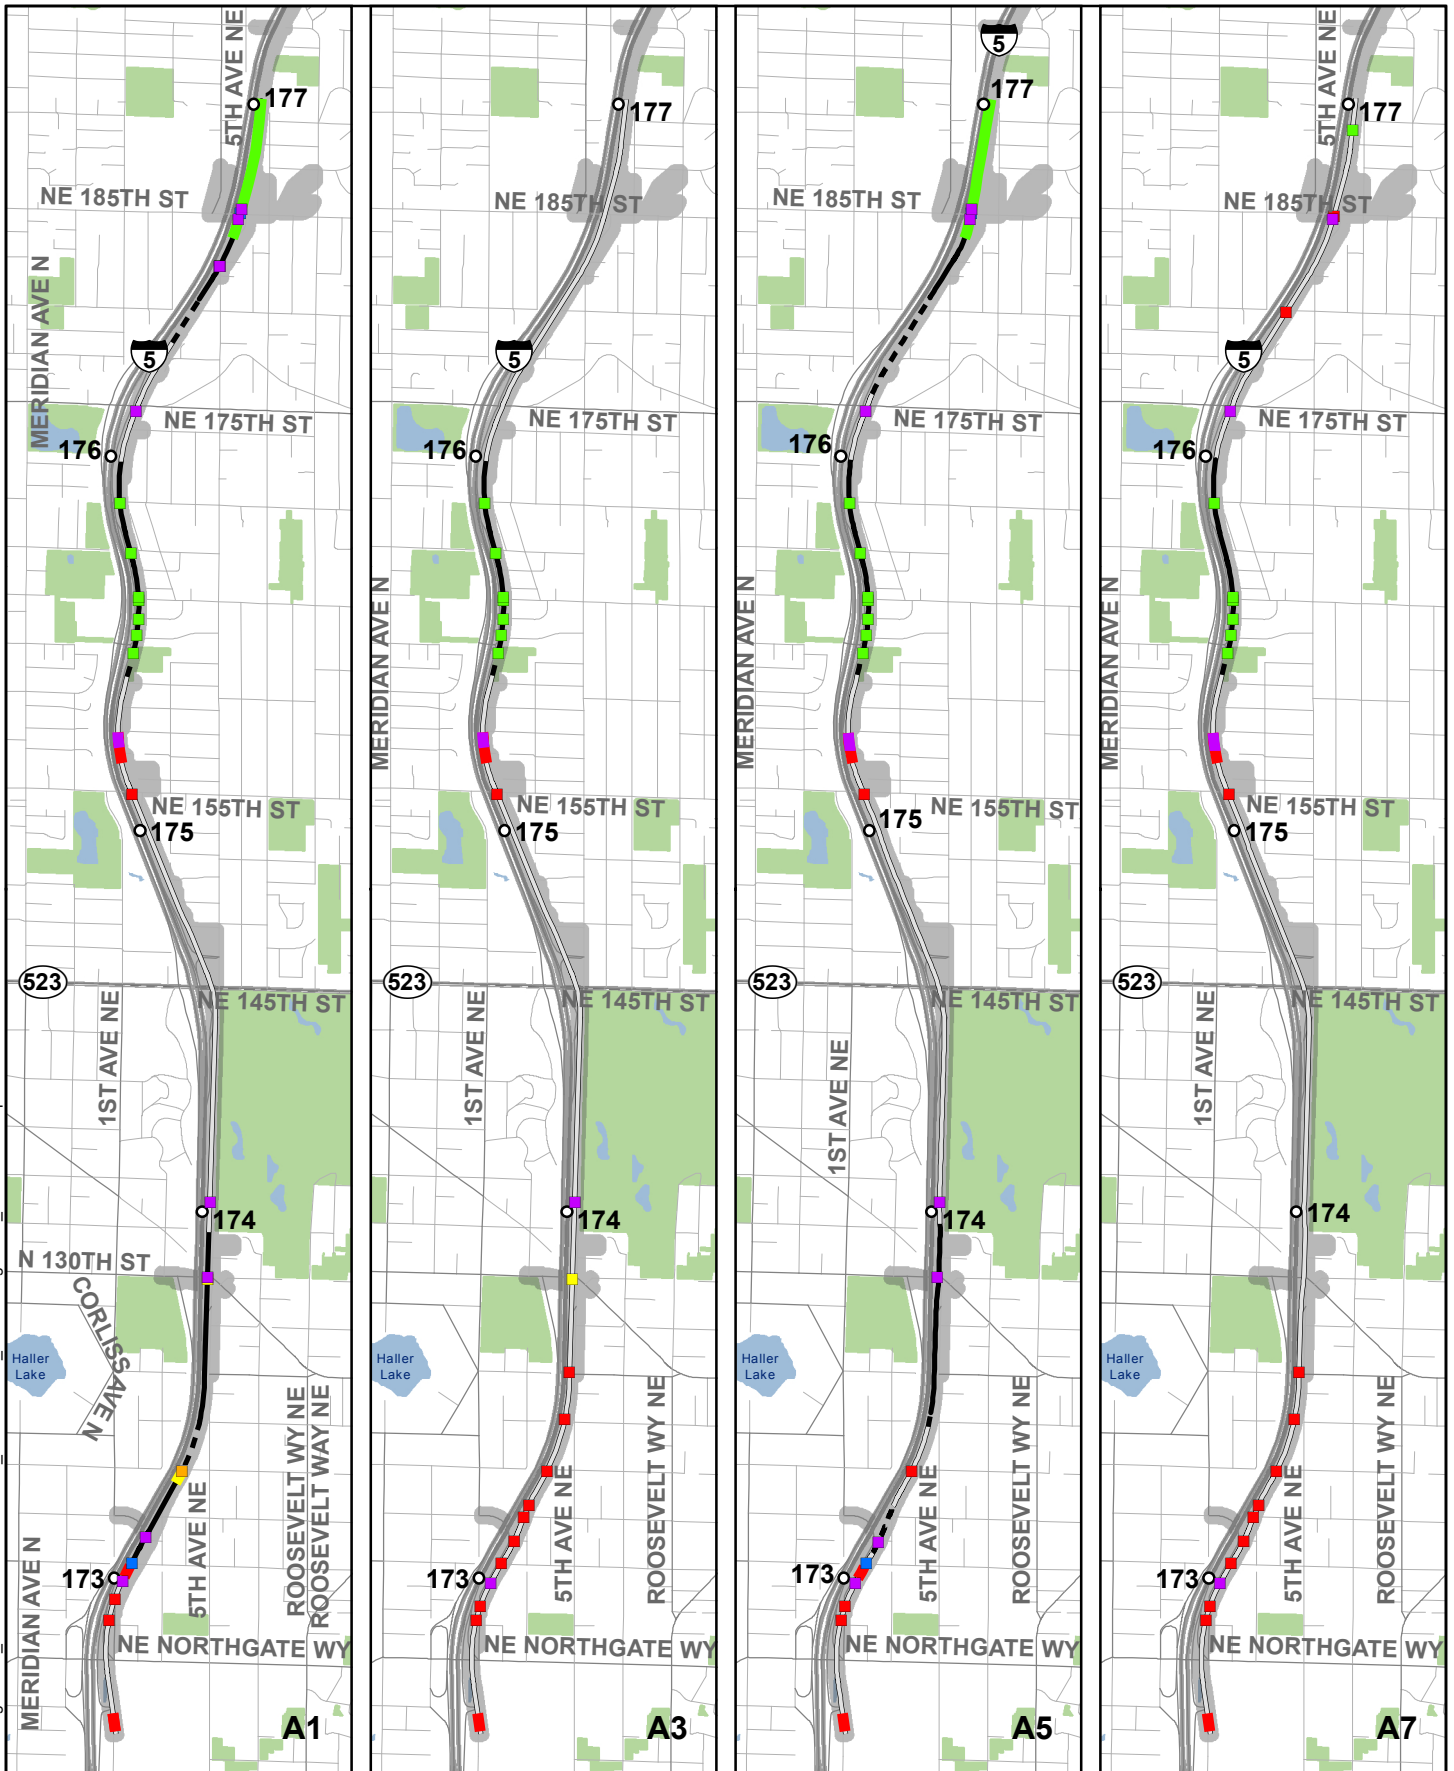 5TH AVE NE
177
NE 185TH ST
MERIDIAN AVE N
5
NE 175TH ST
176
NE 155TH ST
175
523
NE 145TH ST
1ST AVE NE
174
N 130TH ST
CORLISS AVE N
Haller
Lake
ROOSEVELT WY NE
ROOSEVELT WAY NE
5TH AVE NE
173
MERIDIAN AVE N
NE NORTHGATE WY
A1
177
NE 185TH ST
5
NE 175TH ST
176
MERIDIAN AVE N
NE 155TH ST
175
523
NE 145TH ST
1ST AVE NE
174
Haller
Lake
ROOSEVELT WY NE
5TH AVE NE
173
NE NORTHGATE WY
A3
5
177
NE 185TH ST
NE 175TH ST
176
MERIDIAN AVE N
NE 155TH ST
175
523
NE 145TH ST
1ST AVE NE
174
Haller
Lake
ROOSEVELT WY NE
5TH AVE NE
173
NE NORTHGATE WY
A5
5TH AVE NE
177
NE 185TH ST
5
NE 175TH ST
176
MERIDIAN AVE N
NE 155TH ST
175
523
NE 145TH ST
1ST AVE NE
174
Haller
Lake
ROOSEVELT WY NE
5TH AVE NE
173
NE NORTHGATE WY
A7